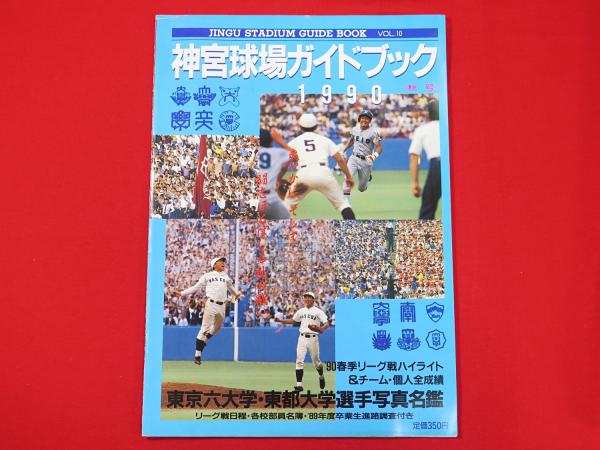 JINGU STADIUM GUIDE BOOK VOL.10
神宮球場ガイドブック
1990
5
9
KEIO
WASEDA
WASEDA
'90春季リーグ戦ハイライト
&チーム・個人全成績
東京六大学・東都大学選手写真名鑑
リーグ戦日程・各校部員名簿・'89年度卒業生進路調査付き
定価350円